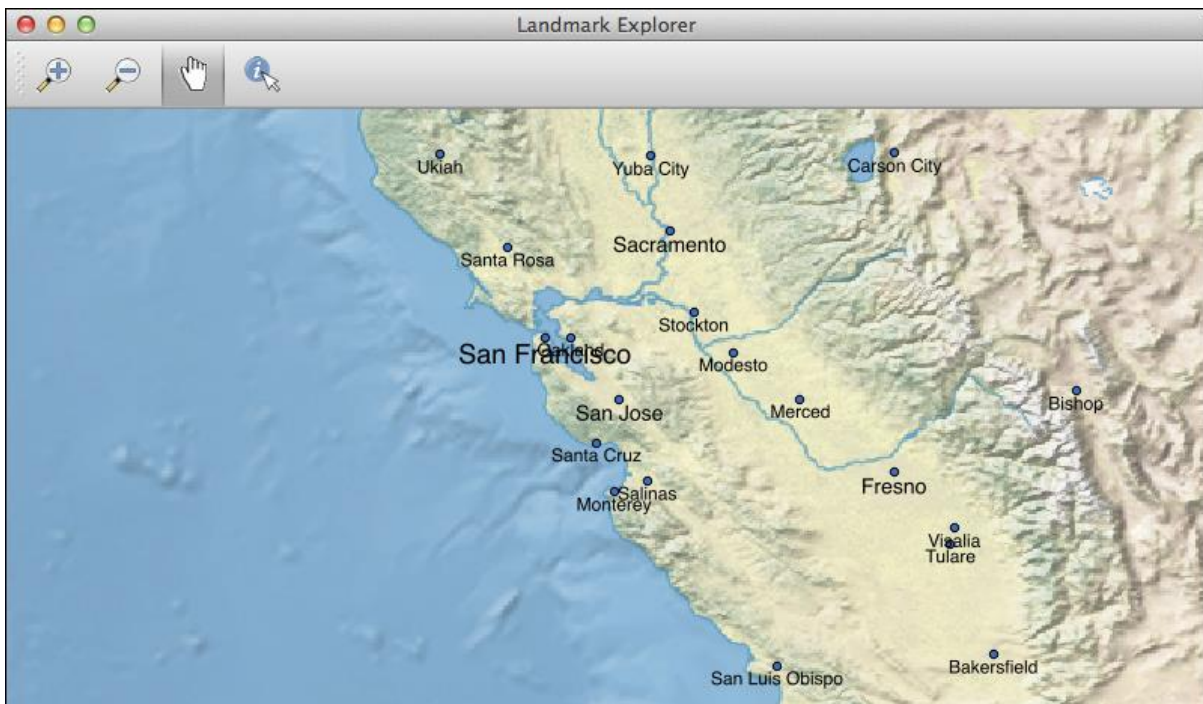 Landmark Explorer
Ukiah
Yuba City
Carson City
Sacramento
Santa Rosa
Stockton
San Francisco
Oakland
Modesto
San Jose
Merced
Bishop
Santa Cruz
Fresno
Salinas
Monterey
Visalia
Tulare
Bakersfield
San Luis Obispo